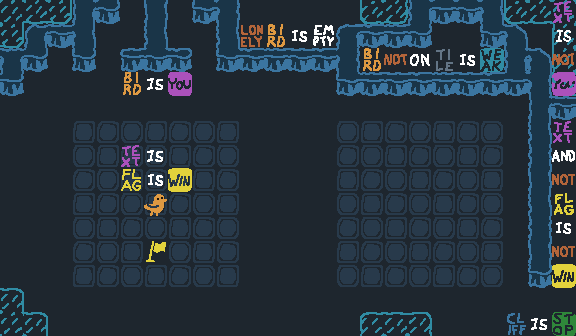 TEXT
LONELY BIRD IS EMPTY
IS
BIRD NOT ON TILE IS WEAK
NOT
BIRD IS YOU
YOU
TEXT IS
TEXT
AND
FLAG IS WIN
NOT
FLAG
IS
NOT
WIN
CLIFF IS STOP